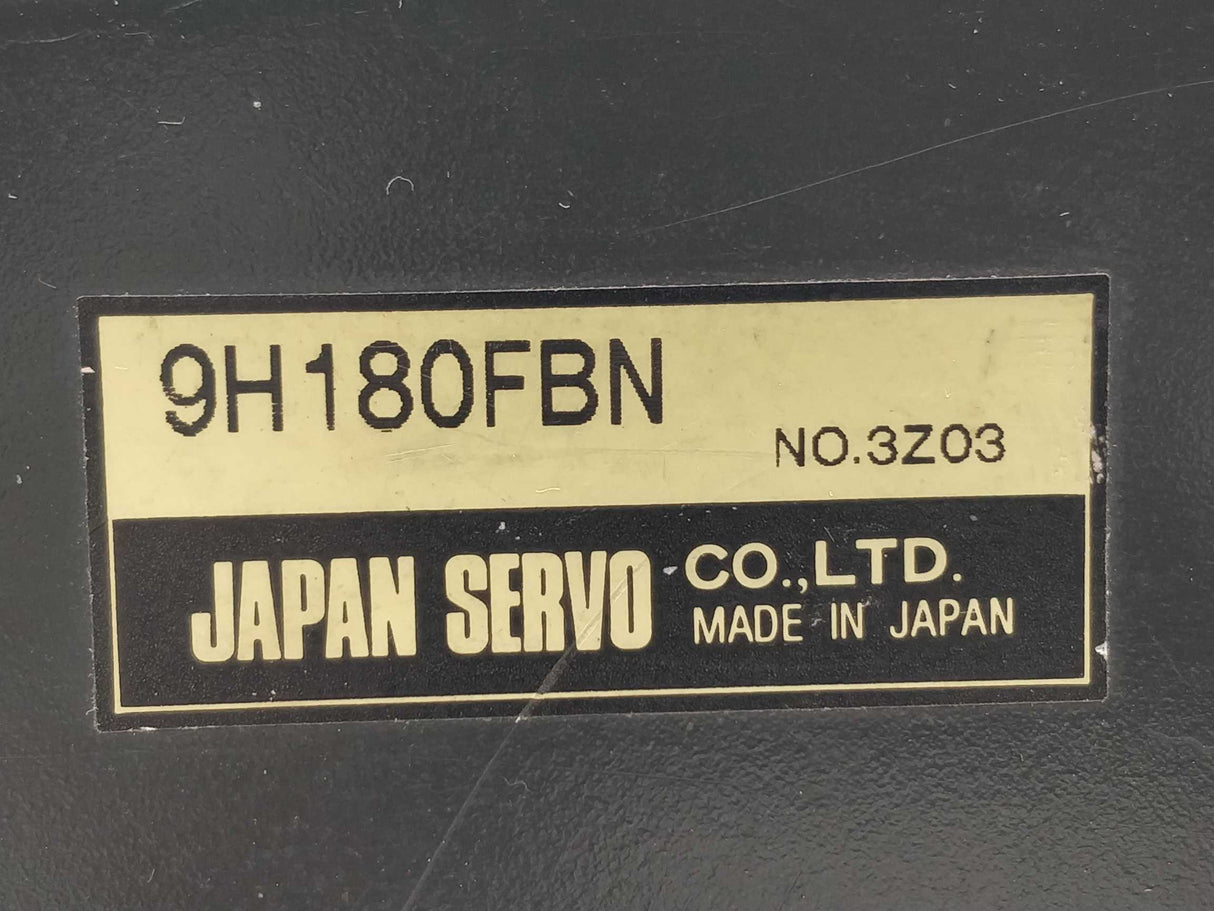 9H180FBN
NO.3Z03
JAPAN SERVO CO.,LTD.
MADE IN JAPAN